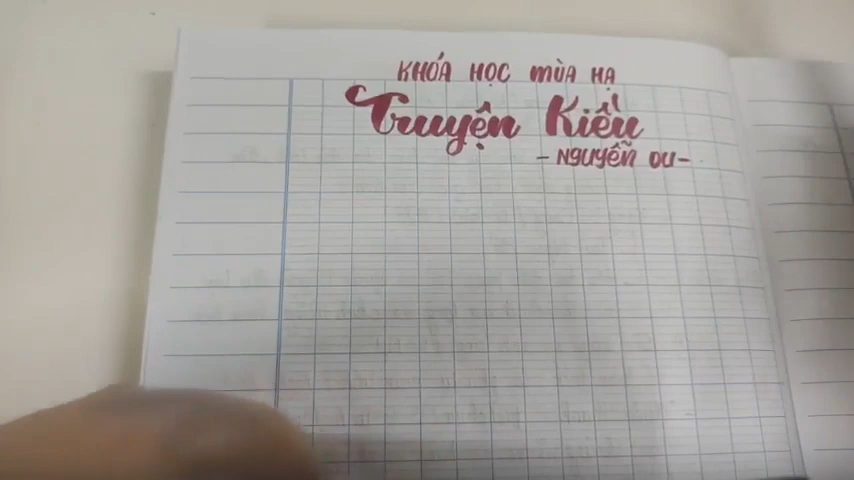 KHÓA HỌC MÙA HẠ
Truyện Kiều
- NGUYỄN DU -